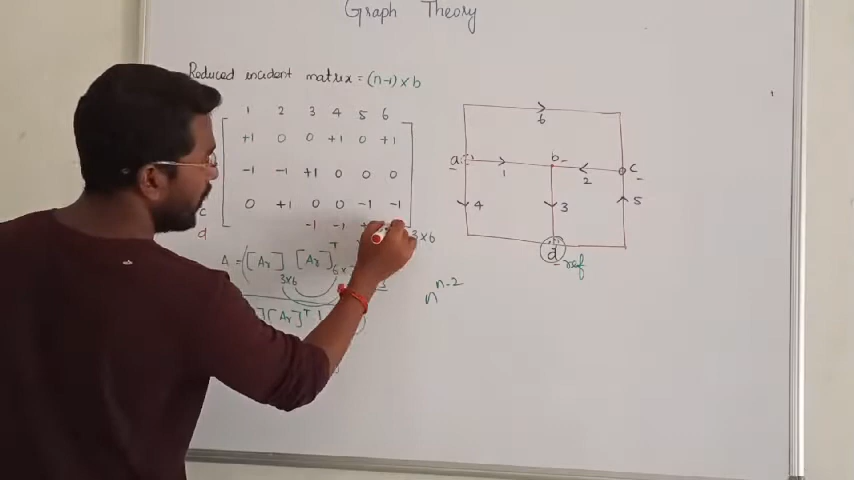 Graph Theory
Reduced incident matrix = (n-1) × b
1 2 3 4 5 6
+1 0 0 +1 0 +1
-1 -1 +1 0 0 0
c 0 +1 0 0 -1 -1
d -1 -1
3×6
A = [Ar] [Ar]T
3×6 6×
][Ar]T
n n-2
6
a 1 b 2 c
4 3 5
d ref